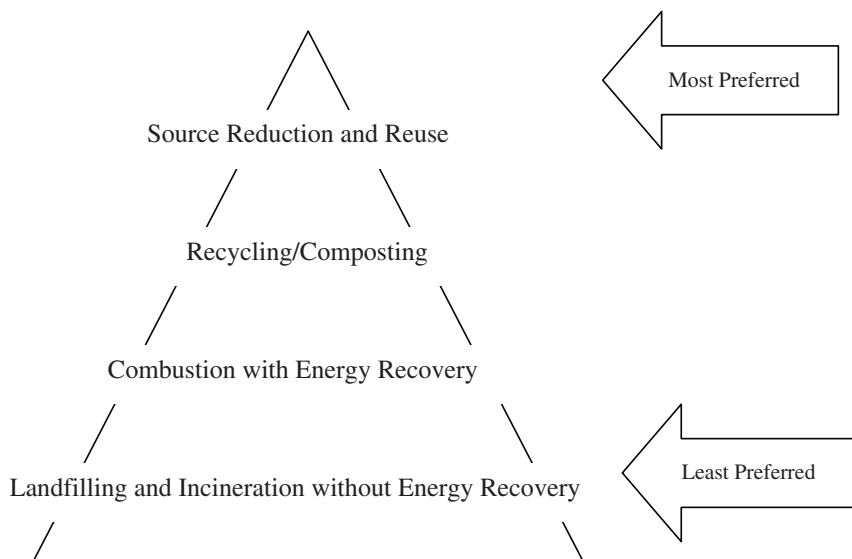 Most Preferred
Source Reduction and Reuse
Recycling/Composting
Combustion with Energy Recovery
Least Preferred
Landfilling and Incineration without Energy Recovery